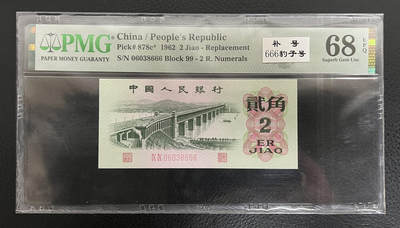 PMG
PAPER MONEY GUARANTY
China / People's Republic
Pick# 878c* 1962 2 Jiao - Replacement
S/N 06038666 Block 99 - 2 R. Numerals
补号
666豹子号
68 EPQ
Superb Gem Unc
中国人民银行
贰角
2
ER JIAO
06038666